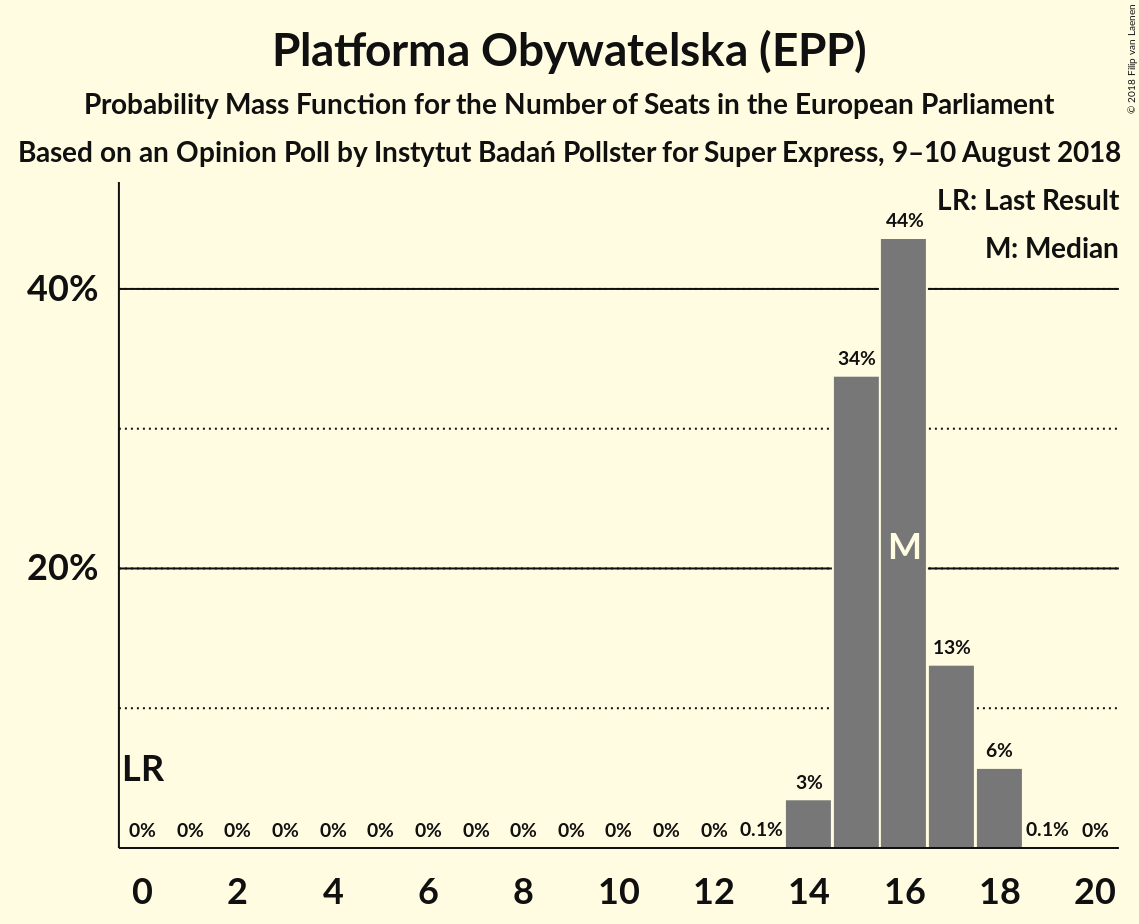 Platforma Obywatelska (EPP)
Probability Mass Function for the Number of Seats in the European Parliament
Based on an Opinion Poll by Instytut Badań Pollster for Super Express, 9–10 August 2018
© 2018 Filip van Laenen
LR: Last Result
M: Median
44%
40%
34%
M
20%
13%
6%
LR
3%
0% 0% 0% 0% 0% 0% 0% 0% 0% 0% 0% 0% 0% 0.1% 0.1% 0%
0 2 4 6 8 10 12 14 16 18 20